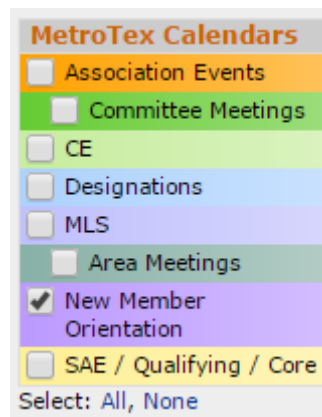 MetroTex Calendars
Association Events
Committee Meetings
CE
Designations
MLS
Area Meetings
New Member
Orientation
SAE / Qualifying / Core
Select: All, None